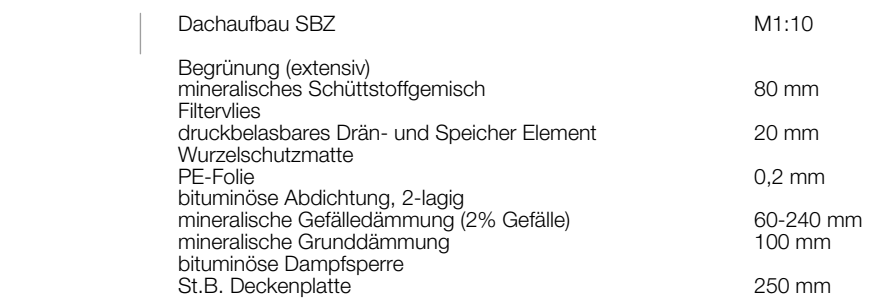 Dachaufbau SBZ M1:10
Begrünung (extensiv)
mineralisches Schüttstoffgemisch 80 mm
Filtervlies
druckbelasbares Drän- und Speicher Element 20 mm
Wurzelschutzmatte
PE-Folie 0,2 mm
bituminöse Abdichtung, 2-lagig
mineralische Gefälledämmung (2% Gefälle) 60-240 mm
mineralische Grunddämmung 100 mm
bituminöse Dampfsperre
St.B. Deckenplatte 250 mm